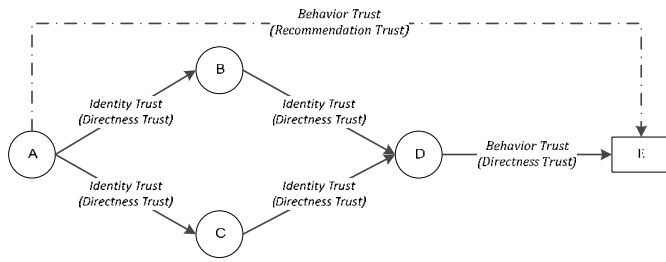 Behavior Trust
(Recommendation Trust)
B
Identity Trust
(Directness Trust)
Identity Trust
(Directness Trust)
A
D
Behavior Trust
(Directness Trust)
E
Identity Trust
(Directness Trust)
Identity Trust
(Directness Trust)
C